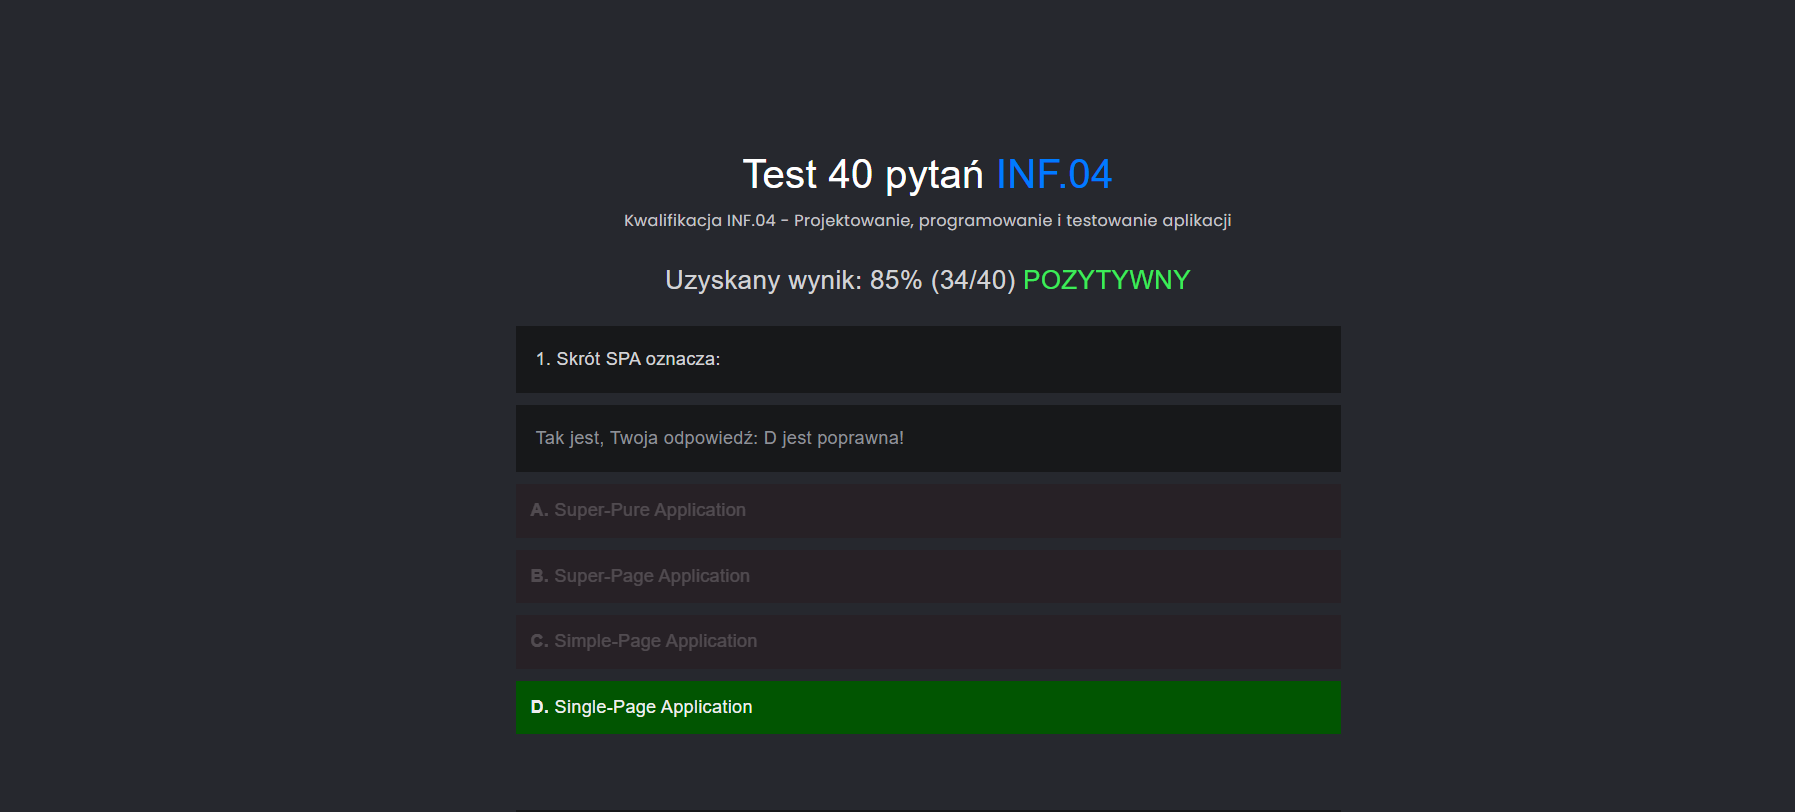 Test 40 pytań INF.04
Kwalifikacja INF.04 - Projektowanie, programowanie i testowanie aplikacji
Uzyskany wynik: 85% (34/40) POZYTYWNY
1. Skrót SPA oznacza:
Tak jest, Twoja odpowiedź: D jest poprawna!
A. Super-Pure Application
B. Super-Page Application
C. Simple-Page Application
D. Single-Page Application